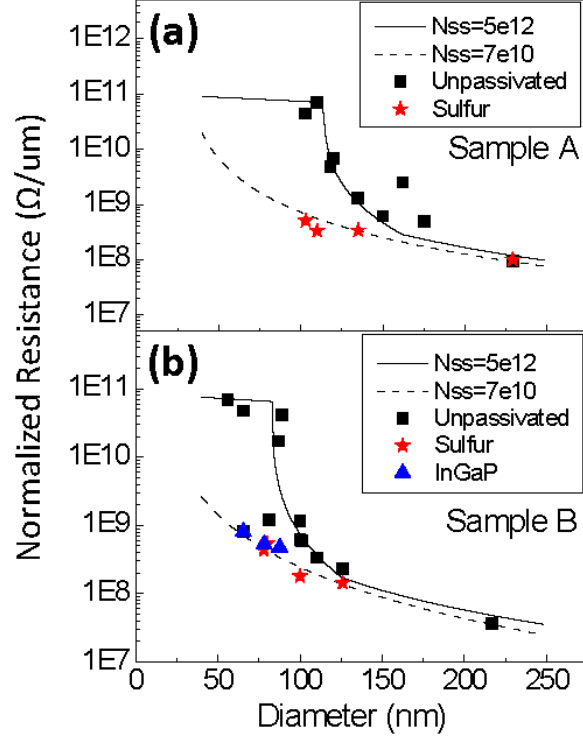 (a)
Nss=5e12
Nss=7e10
Unpassivated
Sulfur
Sample A
1E12
1E11
1E10
1E9
1E8
1E7
(b)
Nss=5e12
Nss=7e10
Unpassivated
Sulfur
InGaP
Sample B
1E11
1E10
1E9
1E8
1E7
0 50 100 150 200 250
Diameter (nm)
Normalized Resistance (Ω/um)